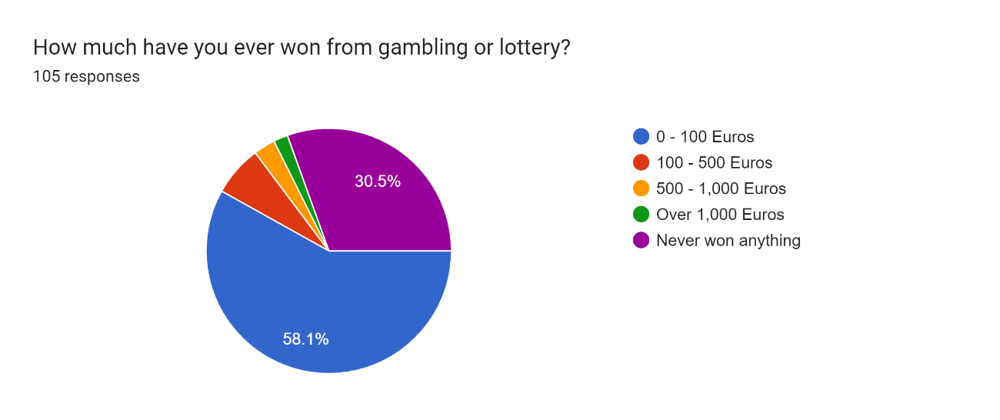 How much have you ever won from gambling or lottery?
105 responses
0 - 100 Euros
100 - 500 Euros
500 - 1,000 Euros
Over 1,000 Euros
Never won anything
30.5%
58.1%